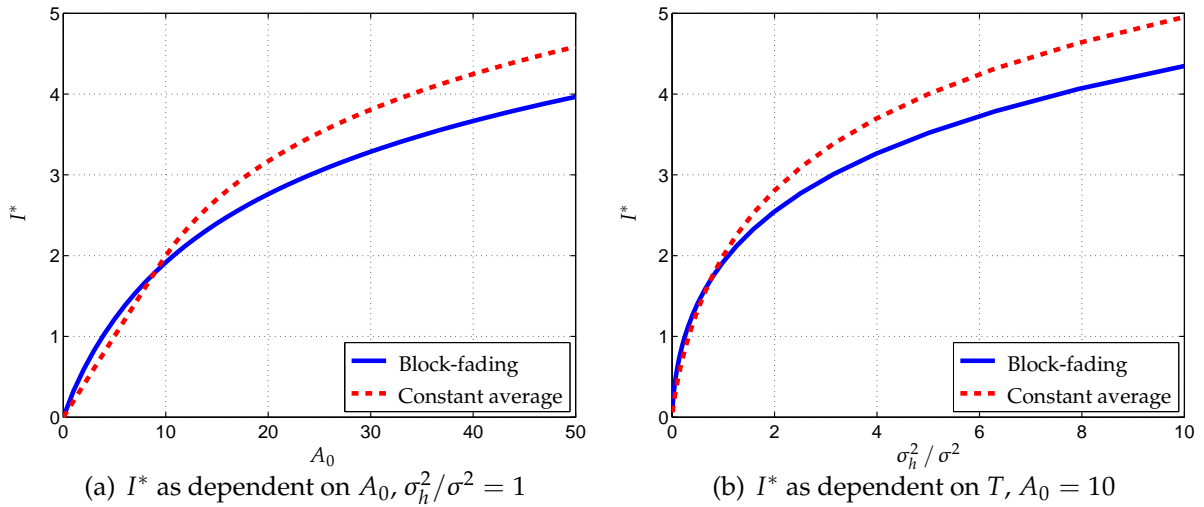 5
4
3
2
1
0
I*
0 10 20 30 40 50
A₀
Block-fading
Constant average
(a) I* as dependent on A₀, σ_h²/σ² = 1
5
4
3
2
1
0
I*
0 2 4 6 8 10
σ_h²/σ²
Block-fading
Constant average
(b) I* as dependent on T, A₀ = 10